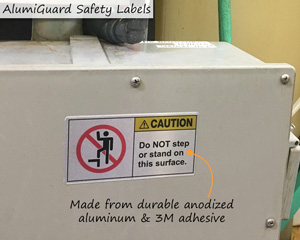 AlumiGuard Safety Labels
CAUTION
Do NOT step
or stand on
this surface.
Made from durable anodized
aluminum & 3M adhesive